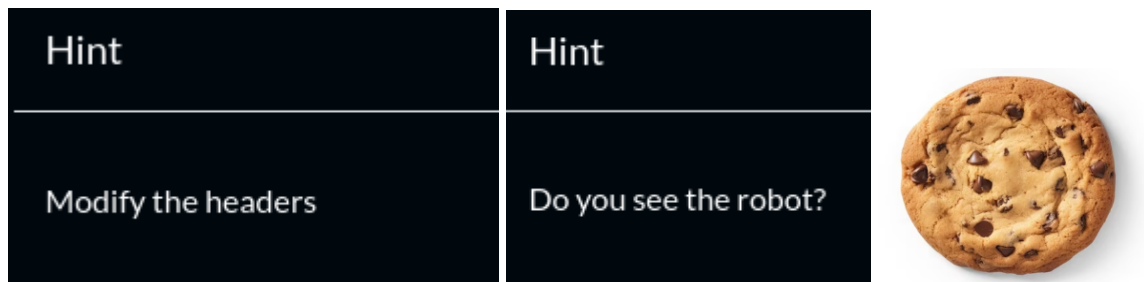 Hint
Modify the headers
Hint
Do you see the robot?